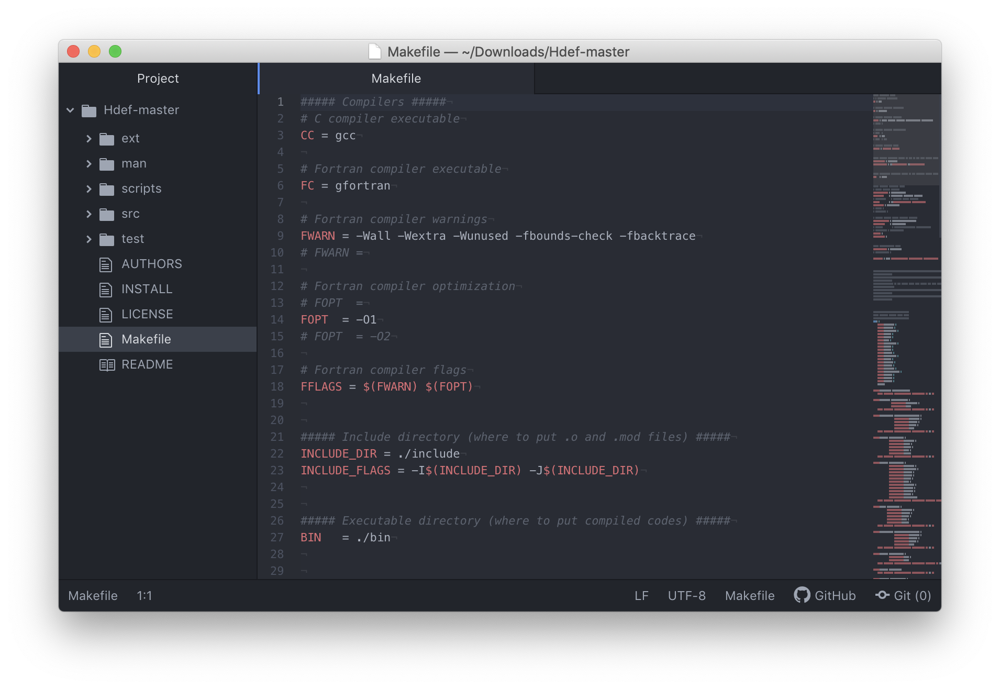 Makefile — ~/Downloads/Hdef-master
Project
Makefile
Hdef-master
ext
man
scripts
src
test
AUTHORS
INSTALL
LICENSE
Makefile
README
1 ##### Compilers #####¬
2 # C compiler executable¬
3 CC = gcc¬
4 ¬
5 # Fortran compiler executable¬
6 FC = gfortran¬
7 ¬
8 # Fortran compiler warnings¬
9 FWARN = -Wall -Wextra -Wunused -fbounds-check -fbacktrace¬
10 # FWARN =¬
11 ¬
12 # Fortran compiler optimization¬
13 # FOPT  =¬
14 FOPT  = -O1¬
15 # FOPT  = -O2¬
16 ¬
17 # Fortran compiler flags¬
18 FFLAGS = $(FWARN) $(FOPT)¬
19 ¬
20 ¬
21 ##### Include directory (where to put .o and .mod files) #####¬
22 INCLUDE_DIR = ./include¬
23 INCLUDE_FLAGS = -I$(INCLUDE_DIR) -J$(INCLUDE_DIR)¬
24 ¬
25 ¬
26 ##### Executable directory (where to put compiled codes) #####¬
27 BIN   = ./bin¬
28 ¬
29 ¬
Makefile 1:1 LF UTF-8 Makefile GitHub Git (0)